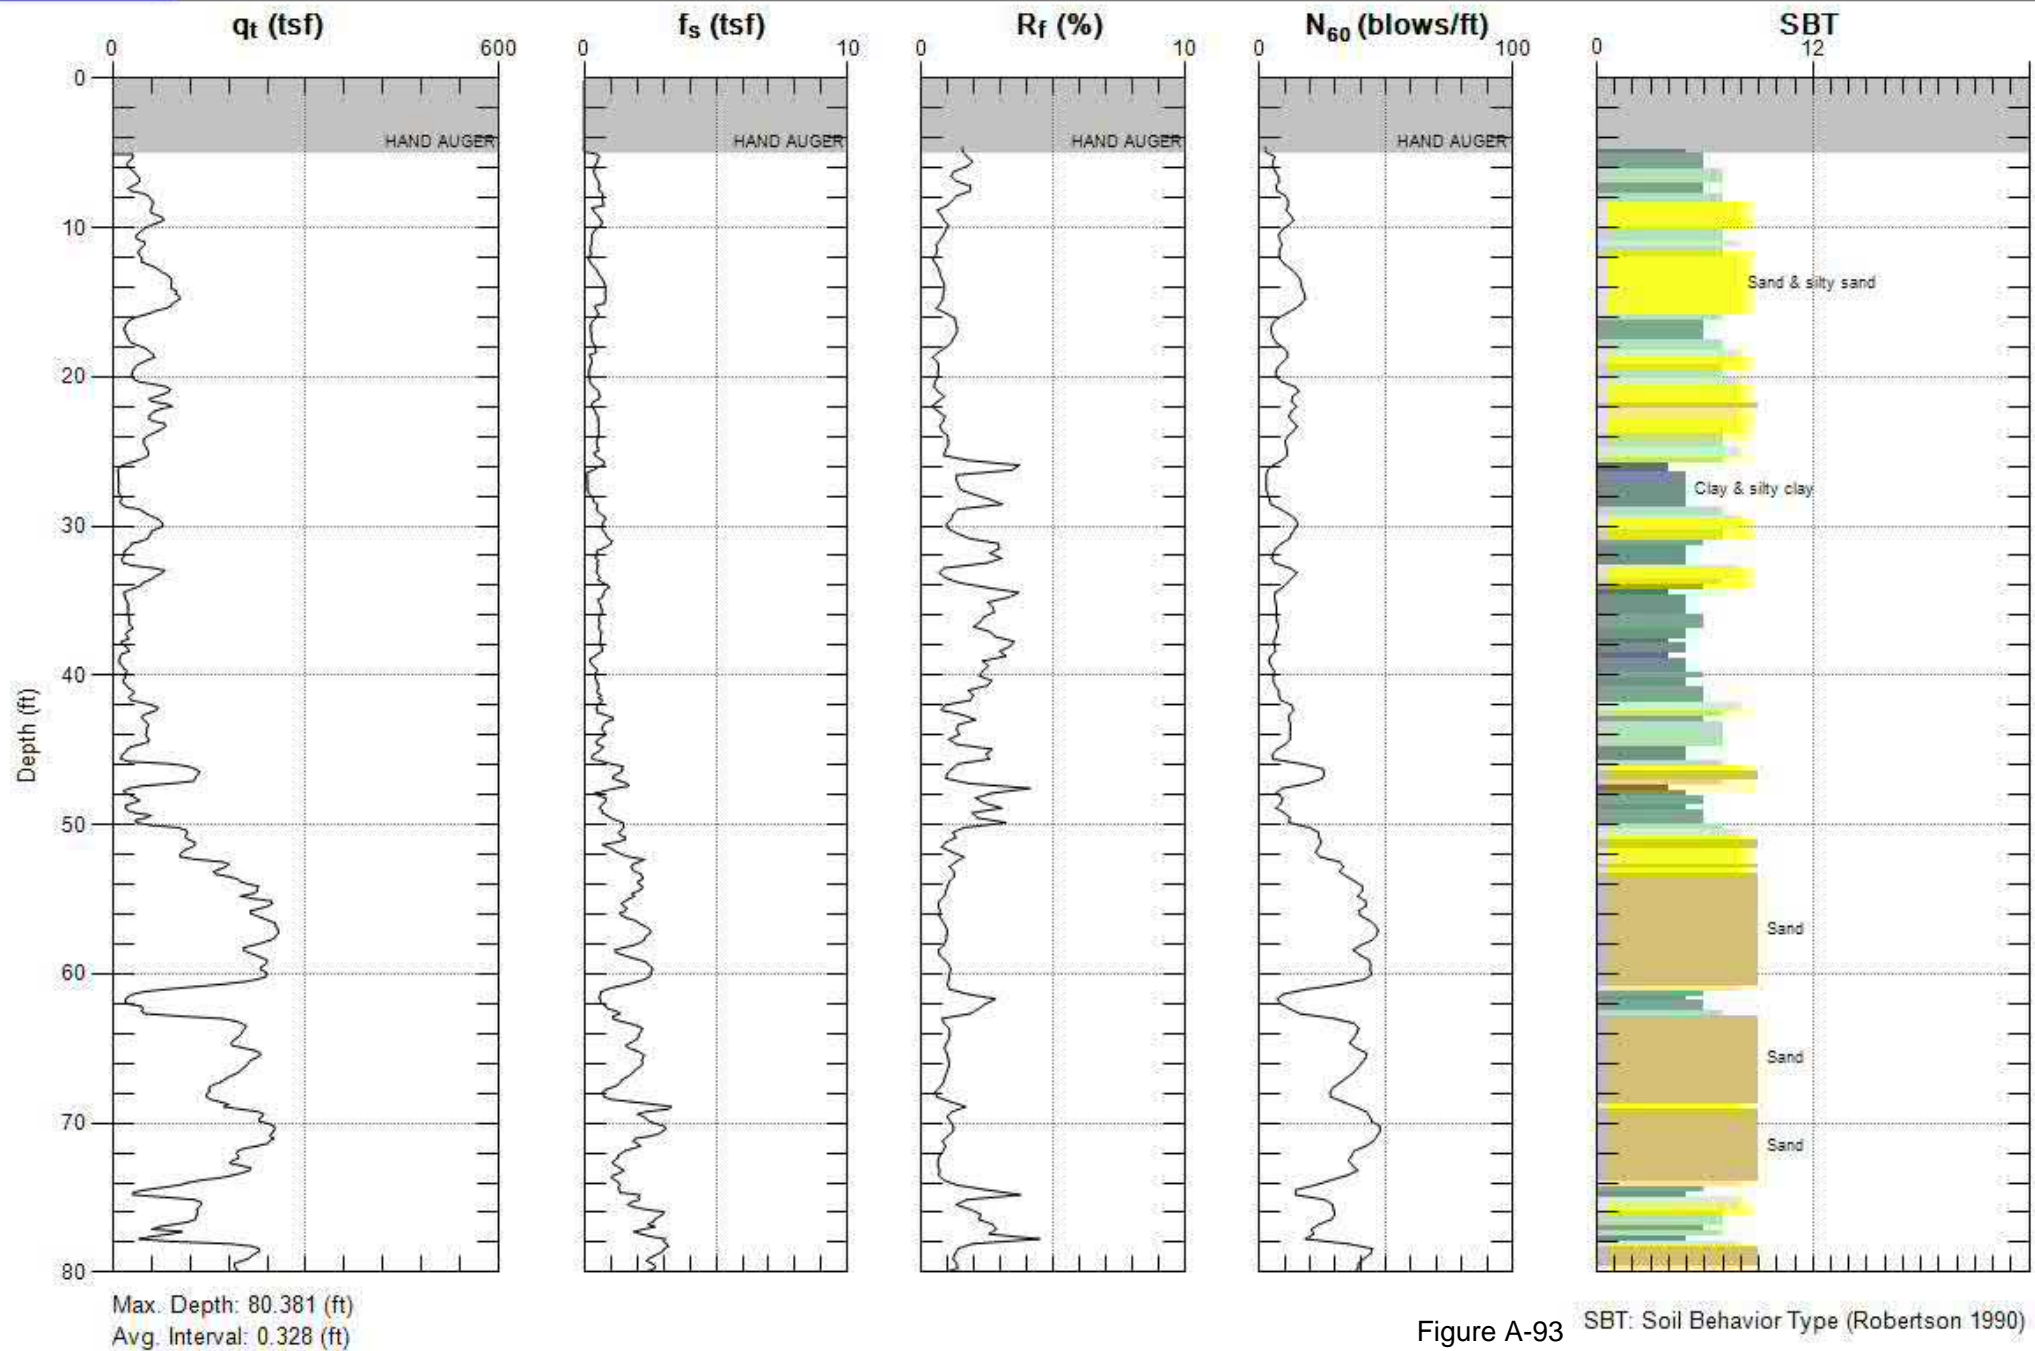 qt (tsf) fs (tsf) Rf (%) N60 (blows/ft) SBT
0 600 0 10 0 10 0 100 0 12
0
HAND AUGER HAND AUGER HAND AUGER HAND AUGER
10
Sand & silty sand
20
Clay & silty clay
30
40
Depth (ft)
50
Sand
60
Sand
70
Sand
80
Max. Depth: 80.381 (ft)
Avg. Interval: 0.328 (ft)
Figure A-93
SBT: Soil Behavior Type (Robertson 1990)